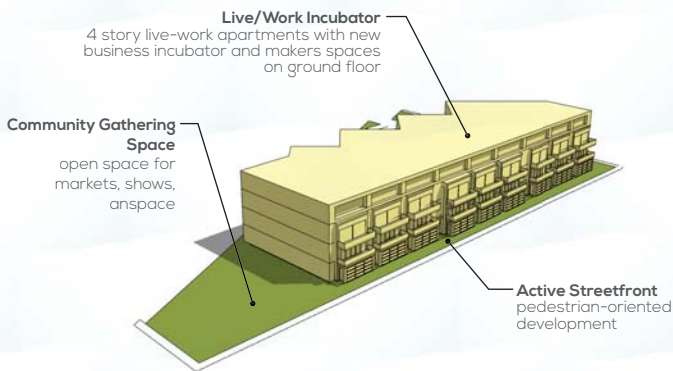 Live/Work Incubator
4 story live-work apartments with new
business incubator and makers spaces
on ground floor
Community Gathering
Space
open space for
markets, shows,
anspace
Active Streetfront
pedestrian-oriented
development